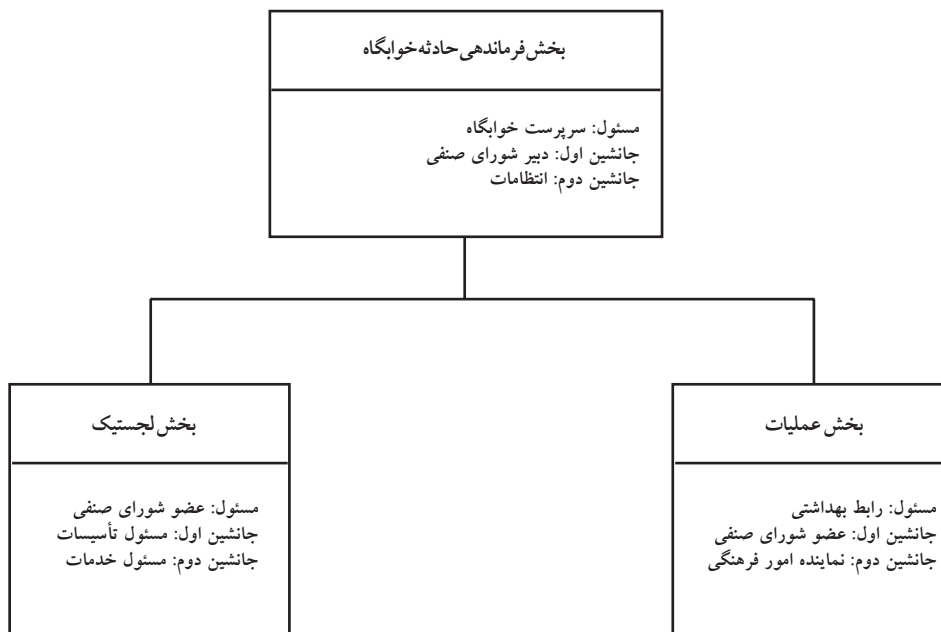 بخش فرماندهی حادثه خوابگاه
مسئول: سرپرست خوابگاه
جانشین اول: دبیر شورای صنفی
جانشین دوم: انتظامات
بخش عملیات
مسئول: رابط بهداشتی
جانشین اول: عضو شورای صنفی
جانشین دوم: نماینده امور فرهنگی
بخش لجستیک
مسئول: عضو شورای صنفی
جانشین اول: مسئول تأسیسات
جانشین دوم: مسئول خدمات